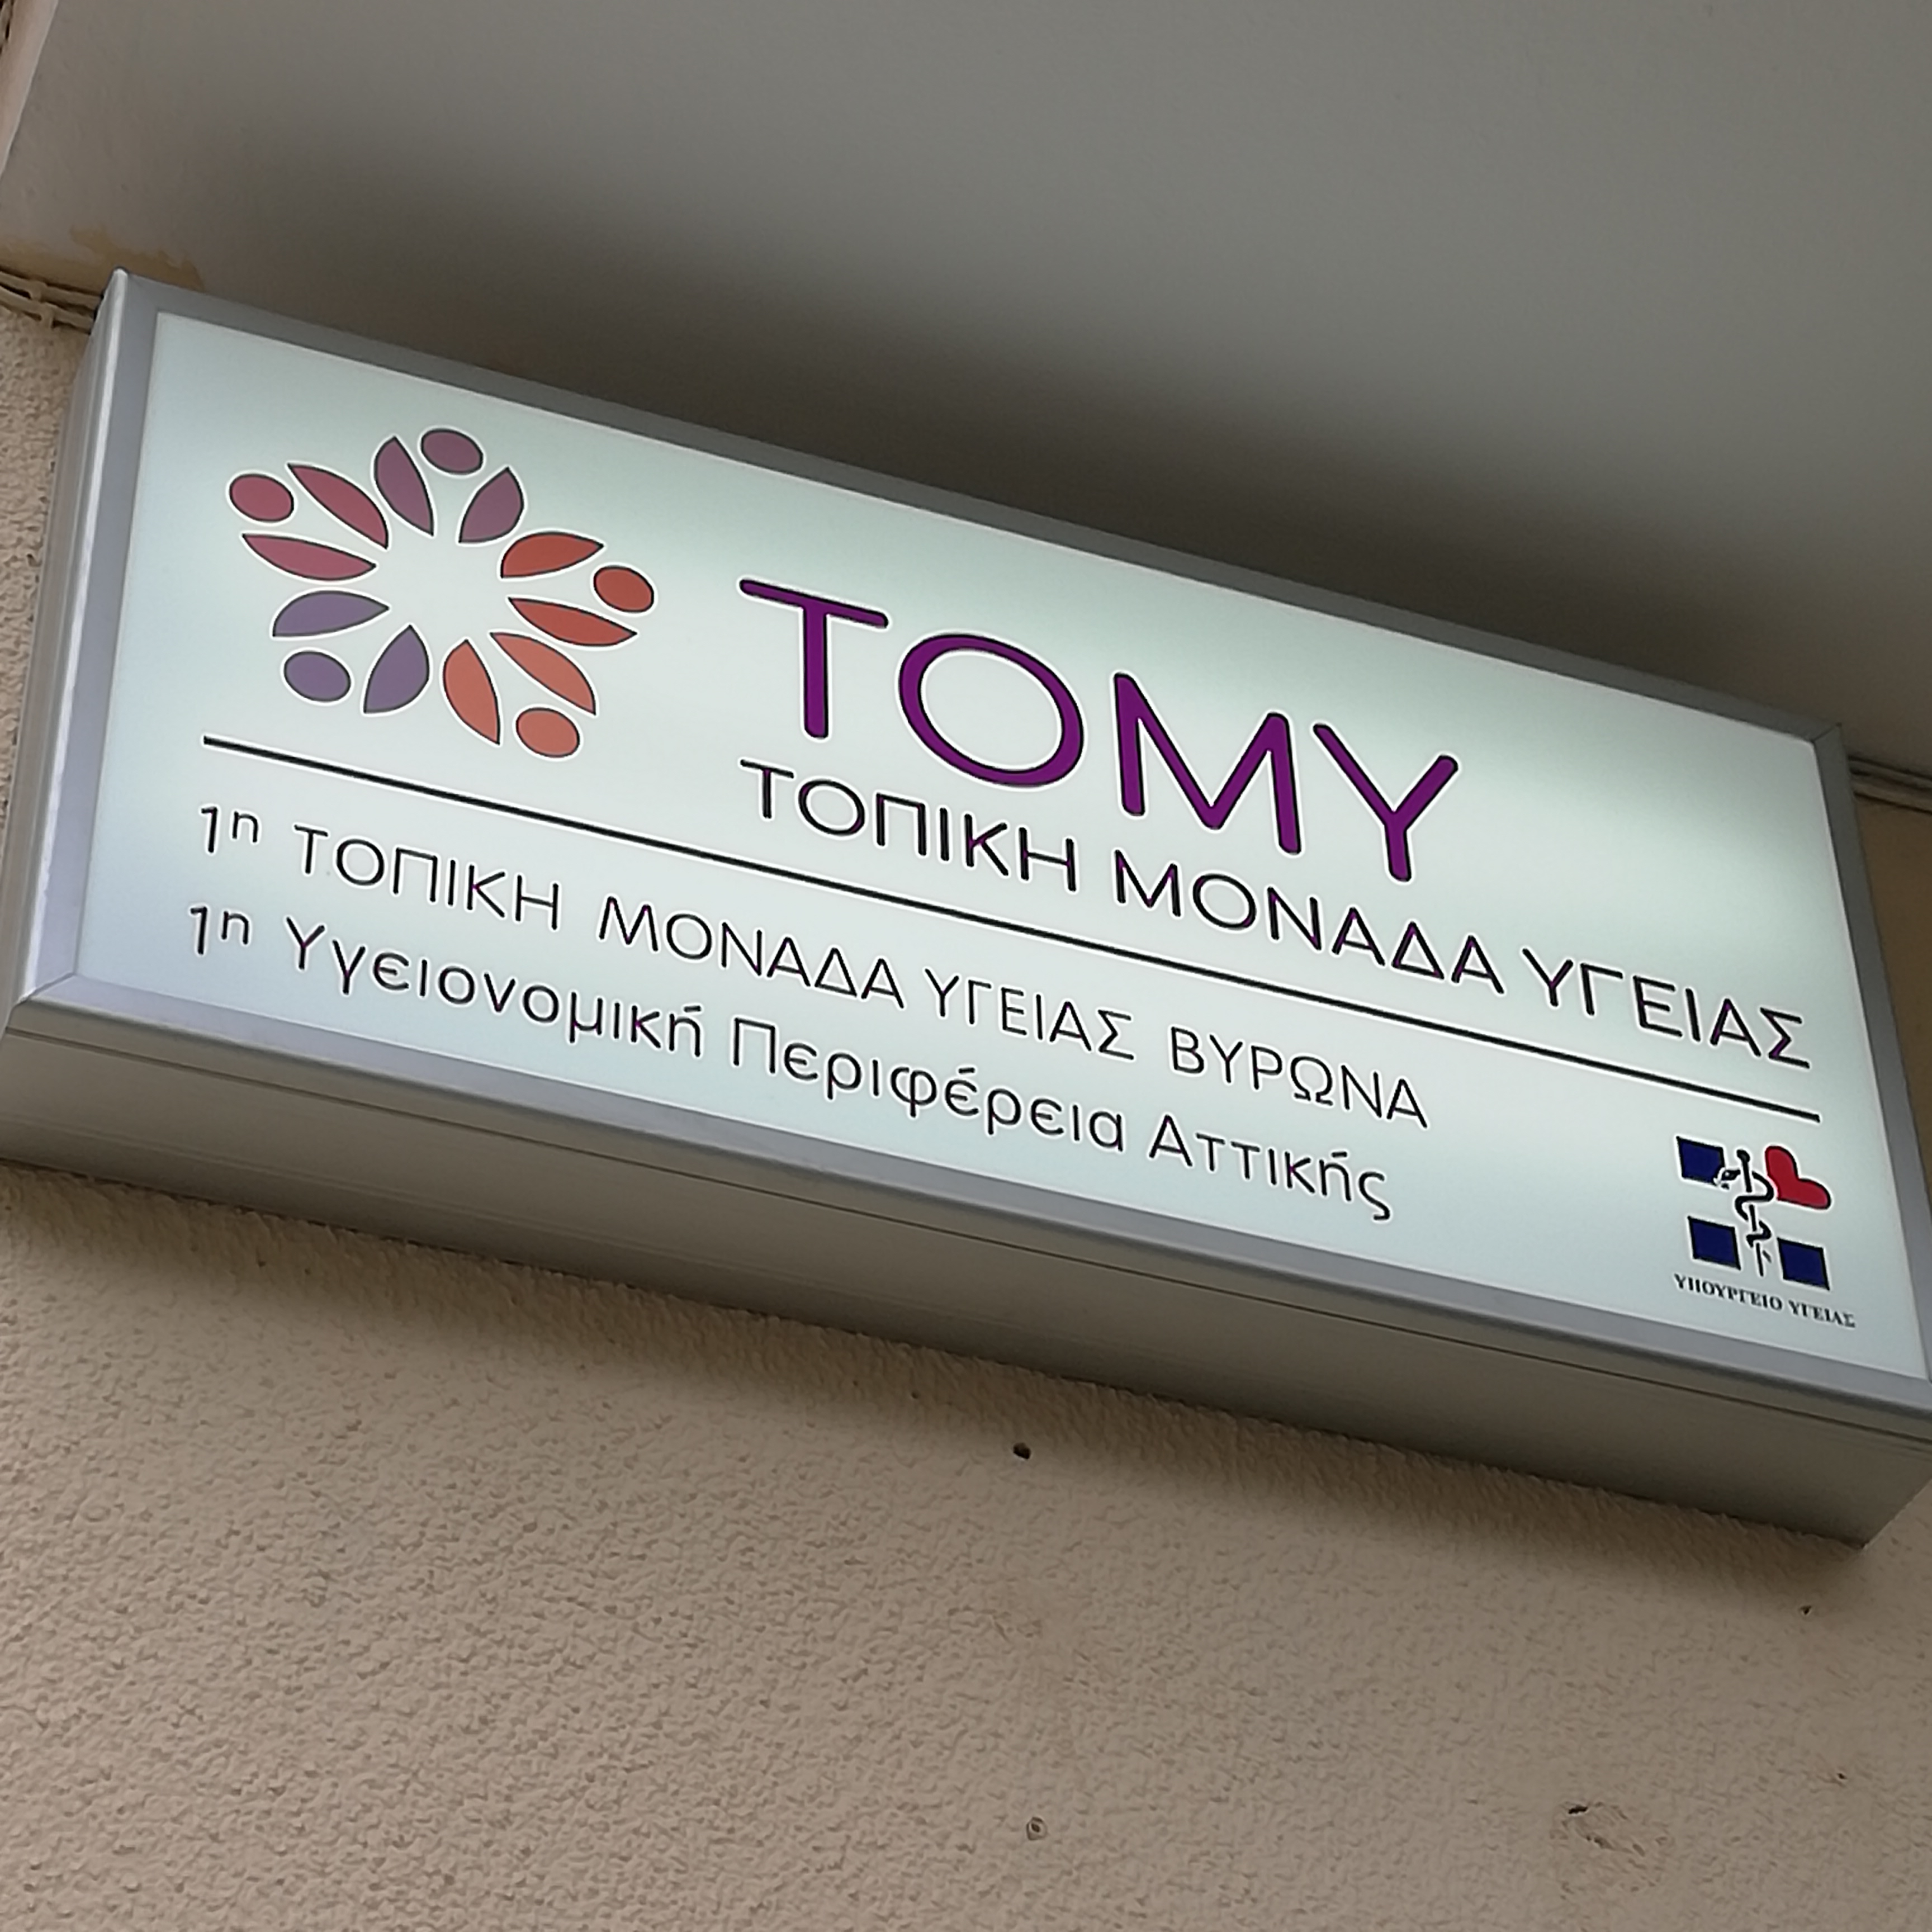 ΤΟΜΥ
ΤΟΠΙΚΗ ΜΟΝΑΔΑ ΥΓΕΙΑΣ
1η ΤΟΠΙΚΗ ΜΟΝΑΔΑ ΥΓΕΙΑΣ ΒΥΡΩΝΑ
1η Υγειονομική Περιφέρεια Αττικής
ΥΠΟΥΡΓΕΙΟ ΥΓΕΙΑΣ